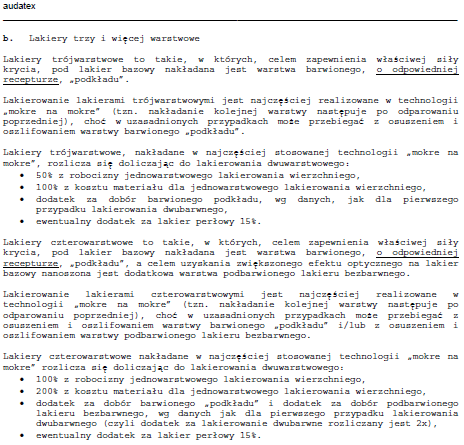 audatex
b. Lakiery trzy i więcej warstwowe
Lakiery trójwarstwowe to takie, w których, celem zapewnienia właściwej siły
krycia, pod lakier bazowy nakładana jest warstwa barwionego, o odpowiedniej
recepturze, „podkładu”.
Lakierowanie lakierami trójwarstwowymi jest najczęściej realizowane w technologii
„mokre na mokre” (tzn. nakładanie kolejnej warstwy następuje po odparowaniu
poprzedniej), choć w uzasadnionych przypadkach może przebiegać z osuszeniem i
oszlifowaniem warstwy barwionego „podkładu”.
Lakiery trójwarstwowe, nakładane w najczęściej stosowanej technologii „mokre na
mokre”, rozlicza się doliczając do lakierowania dwuwarstwowego:
• 50% z robocizny jednowarstwowego lakierowania wierzchniego,
• 100% z kosztu materiału dla jednowarstwowego lakierowania wierzchniego,
• dodatek za dobór barwionego podkładu, wg danych, jak dla pierwszego
przypadku lakierowania dwubarwnego,
• ewentualny dodatek za lakier perłowy 15%.
Lakiery czterowarstwowe to takie, w których, celem zapewnienia właściwej siły
krycia, pod lakier bazowy nakładana jest warstwa barwionego, o odpowiedniej
recepturze, „podkładu”, a celem uzyskania zwiększonego efektu optycznego na lakier
bazowy nanoszona jest dodatkowa warstwa podbarwionego lakieru bezbarwnego.
Lakierowanie lakierami czterowarstwowymi jest najczęściej realizowane w
technologii „mokre na mokre” (tzn. nakładanie kolejnej warstwy następuje po
odparowaniu poprzedniej), choć w uzasadnionych przypadkach może przebiegać z
osuszeniem i oszlifowaniem warstwy barwionego „podkładu” i/lub z osuszeniem i
oszlifowaniem warstwy podbarwionego lakieru bezbarwnego.
Lakiery czterowarstwowe nakładane w najczęściej stosowanej technologii „mokre na
mokre” rozlicza się doliczając do lakierowania dwuwarstwowego:
• 100% z robocizny jednowarstwowego lakierowania wierzchniego,
• 200% z kosztu materiału dla jednowarstwowego lakierowania wierzchniego,
• dodatek za dobór barwionego „podkładu” i dodatek za dobór podbarwionego
lakieru bezbarwnego, wg danych jak dla pierwszego przypadku lakierowania
dwubarwnego (czyli dodatek za lakierowanie dwubarwne rozliczany jest 2x),
• ewentualny dodatek za lakier perłowy 15%.